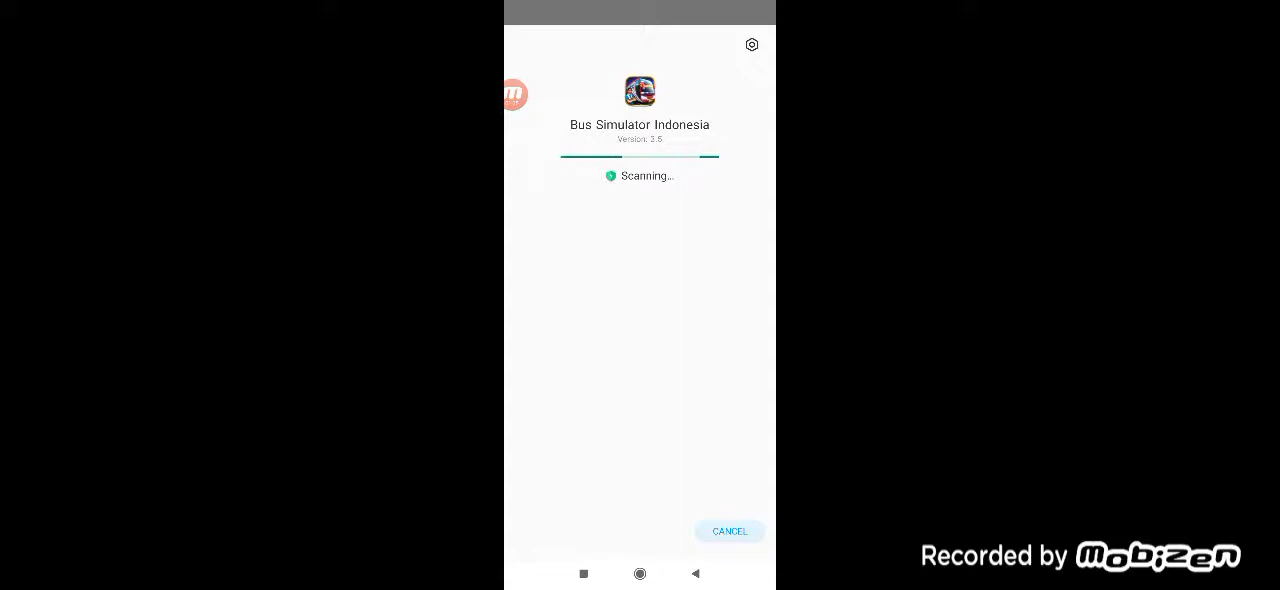 Bus Simulator Indonesia
Version: 3.5
Scanning...
CANCEL
Recorded by Mobizen